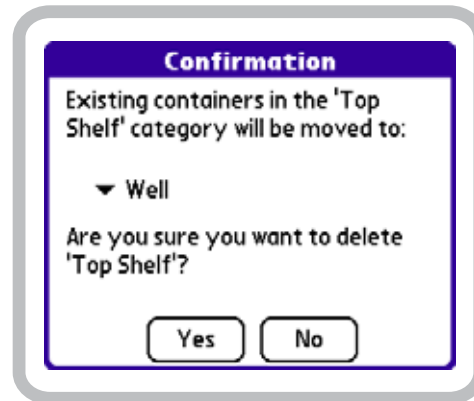 Confirmation
Existing containers in the 'Top
Shelf' category will be moved to:
Well
Are you sure you want to delete
'Top Shelf'?
Yes No